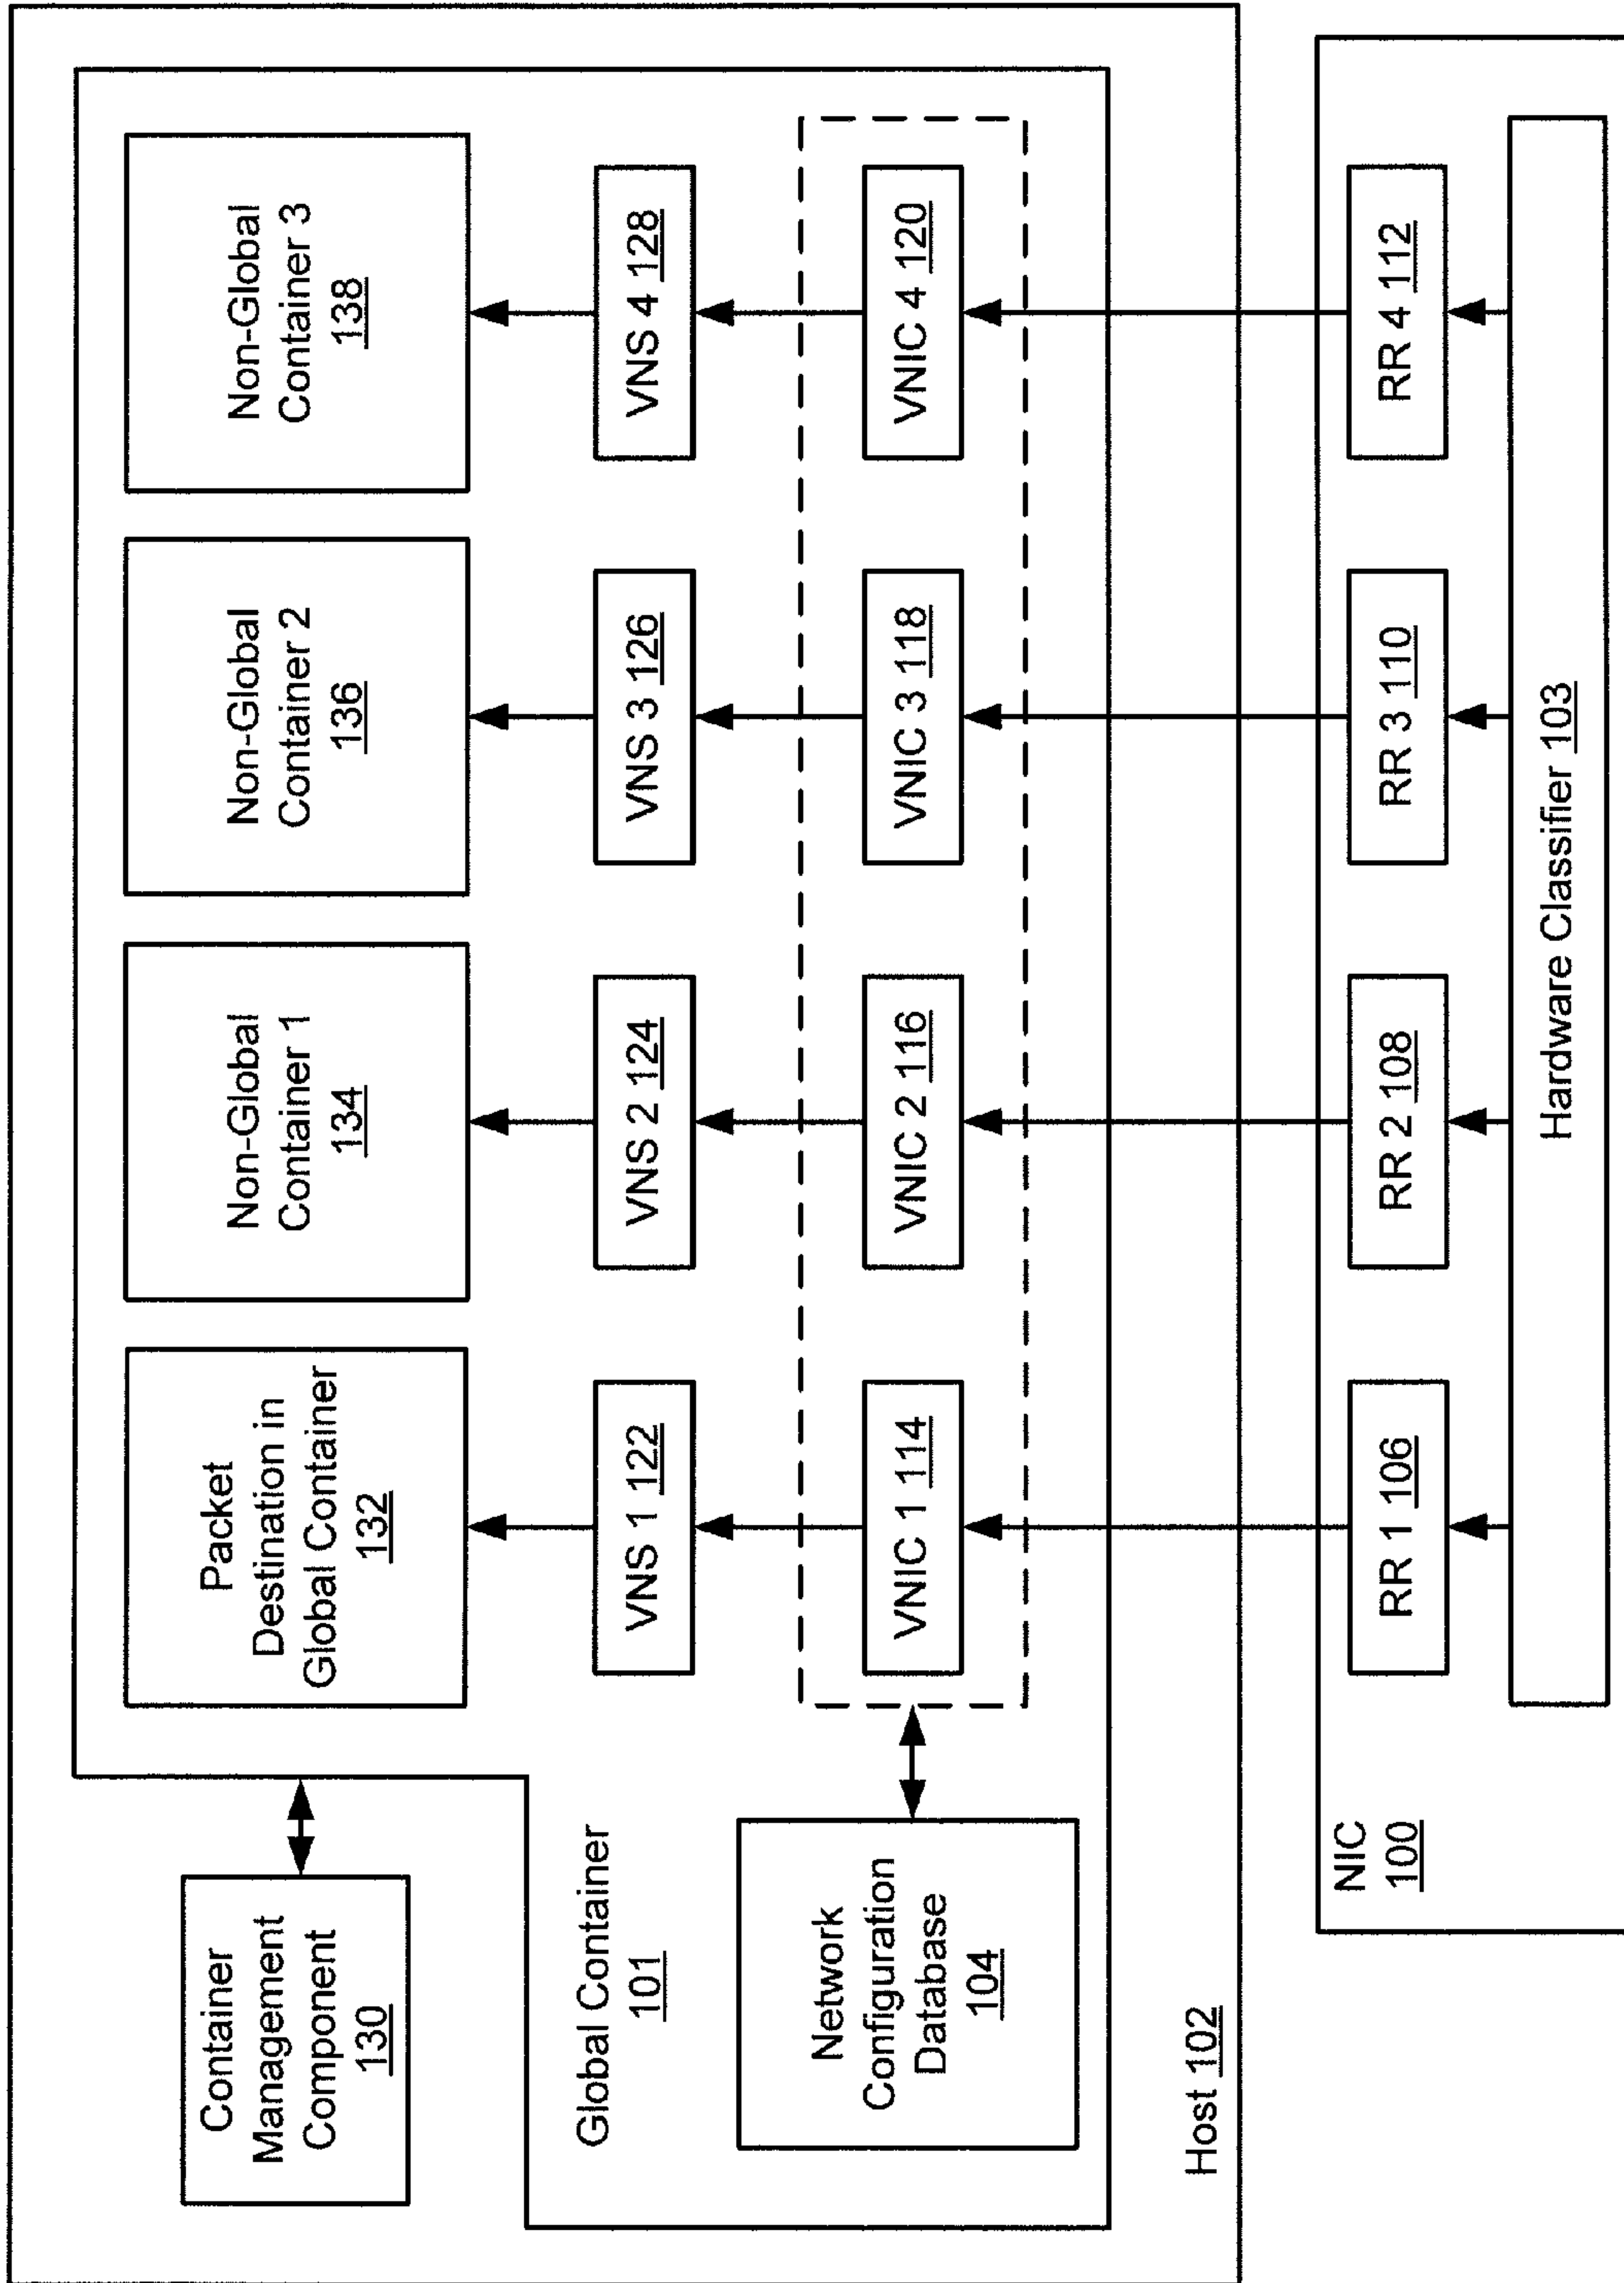 Container
Management
Component
130
Packet
Destination in
Global Container
132
Non-Global
Container 1
134
Non-Global
Container 2
136
Non-Global
Container 3
138
Global Container
101
VNS 1 122
VNS 2 124
VNS 3 126
VNS 4 128
Network
Configuration
Database
104
VNIC 1 114
VNIC 2 116
VNIC 3 118
VNIC 4 120
Host 102
NIC
100
RR 1 106
RR 2 108
RR 3 110
RR 4 112
Hardware Classifier 103